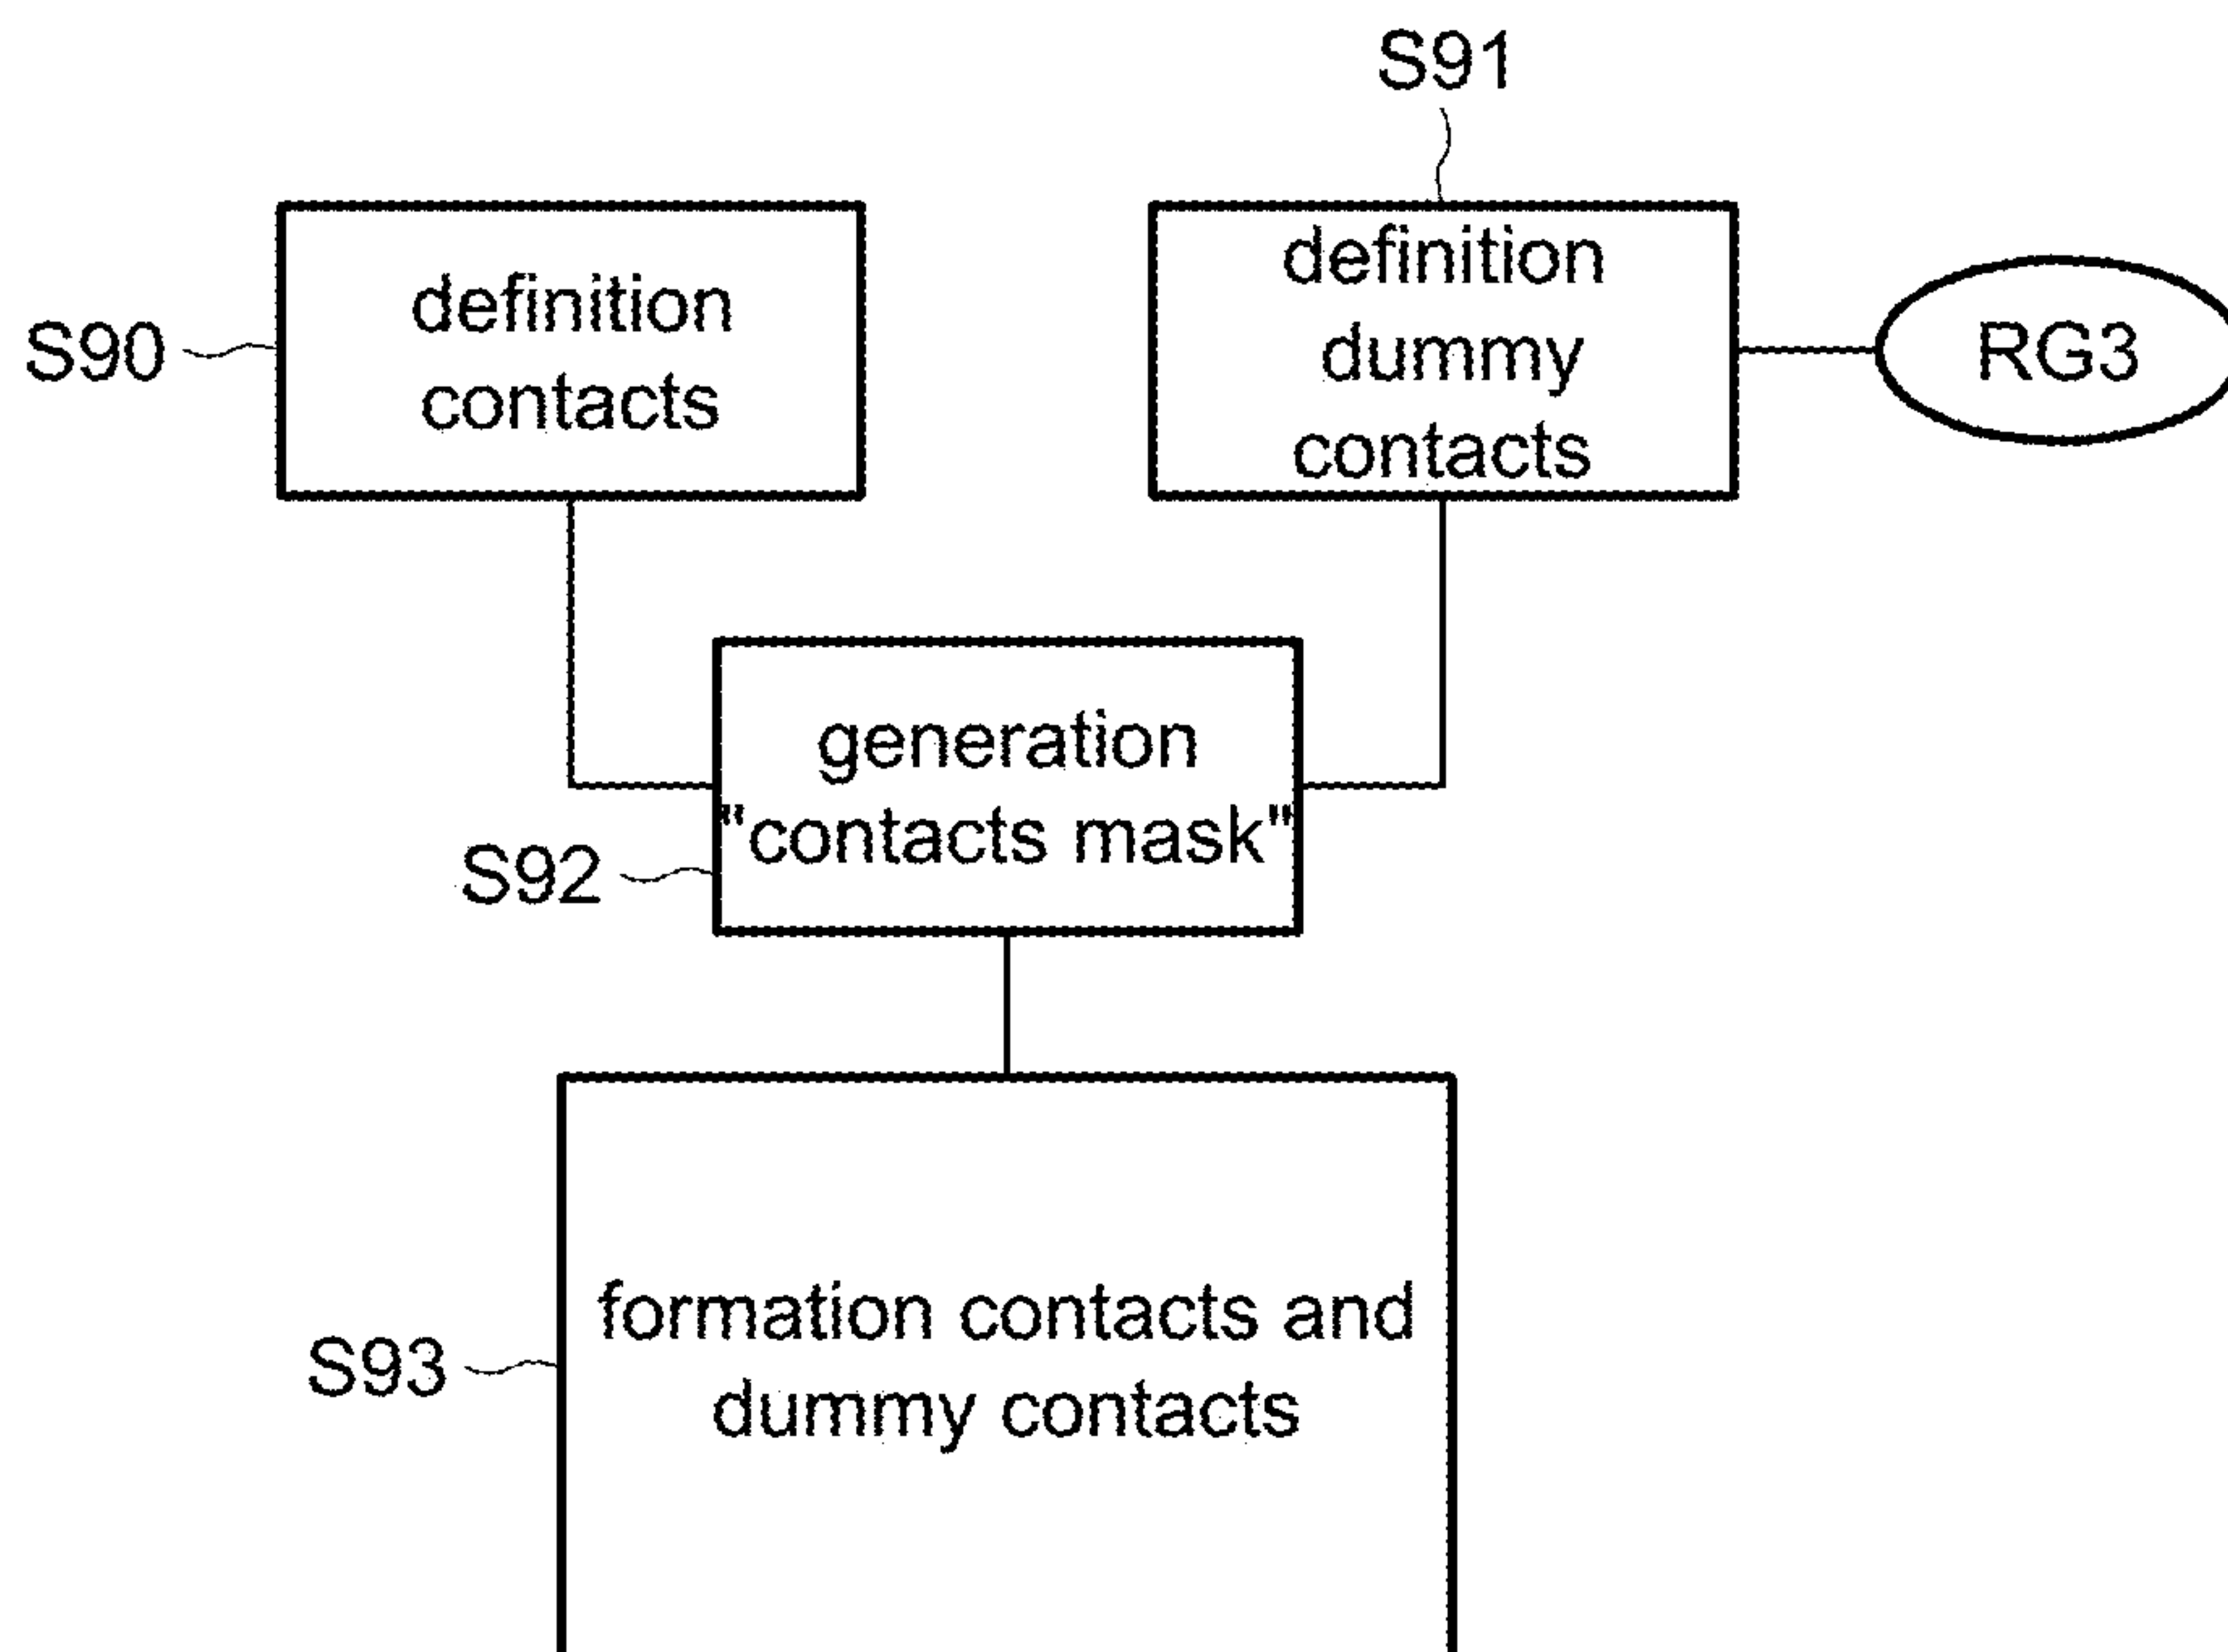 S91
definition
contacts
S90
definition
dummy
contacts
RG3
generation
"contacts mask"
S92
formation contacts and
dummy contacts
S93